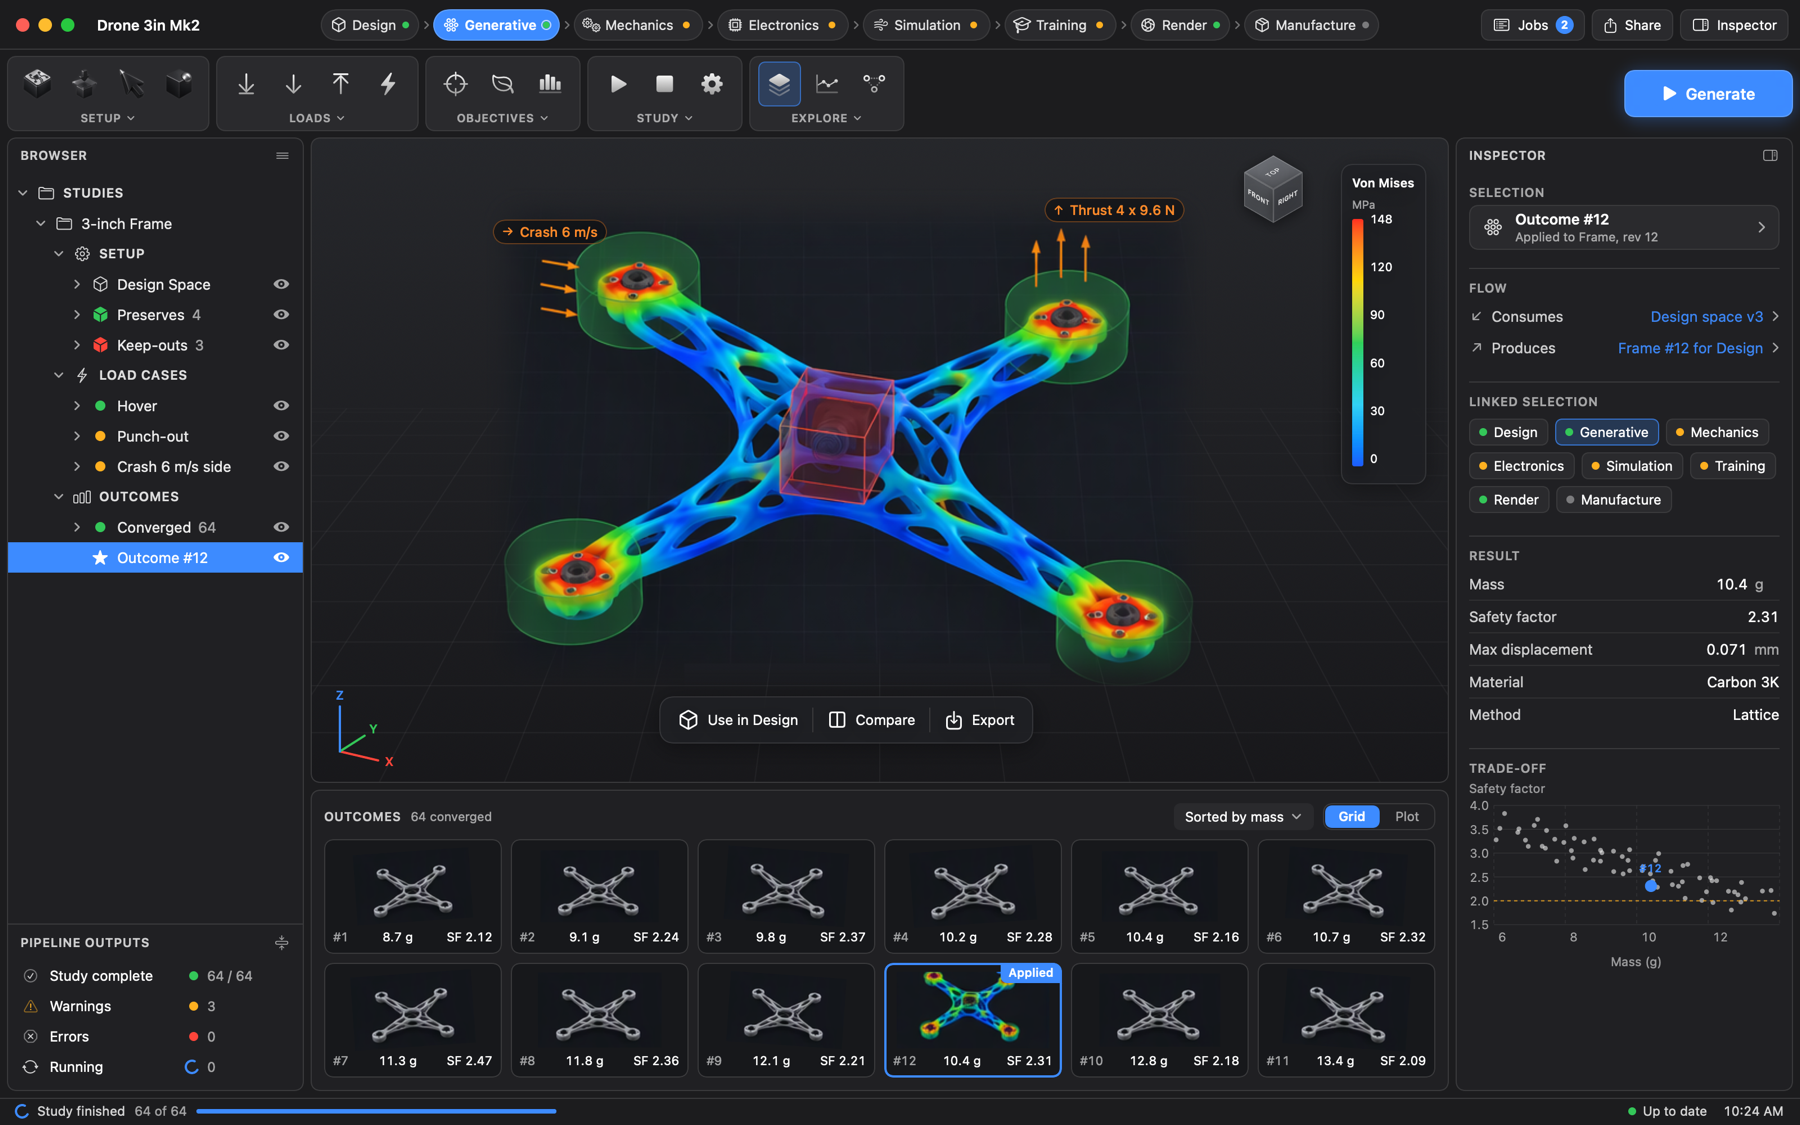 Drone 3in Mk2
Design
Generative
Mechanics
Electronics
Simulation
Training
Render
Manufacture
Jobs 2
Share
Inspector
SETUP
LOADS
OBJECTIVES
STUDY
EXPLORE
Generate
BROWSER
STUDIES
3-inch Frame
SETUP
Design Space
Preserves 4
Keep-outs 3
LOAD CASES
Hover
Punch-out
Crash 6 m/s side
OUTCOMES
Converged 64
Outcome #12
PIPELINE OUTPUTS
Study complete 64 / 64
Warnings 3
Errors 0
Running 0
→ Crash 6 m/s
↑ Thrust 4 x 9.6 N
TOP
FRONT
RIGHT
Von Mises
MPa
148
120
90
60
30
0
Z
Y
X
Use in Design
Compare
Export
OUTCOMES 64 converged
Sorted by mass
Grid
Plot
#1 8.7 g SF 2.12
#2 9.1 g SF 2.24
#3 9.8 g SF 2.37
#4 10.2 g SF 2.28
#5 10.4 g SF 2.16
#6 10.7 g SF 2.32
Applied
#7 11.3 g SF 2.47
#8 11.8 g SF 2.36
#9 12.1 g SF 2.21
#12 10.4 g SF 2.31
#10 12.8 g SF 2.18
#11 13.4 g SF 2.09
INSPECTOR
SELECTION
Outcome #12
Applied to Frame, rev 12
FLOW
Consumes Design space v3
Produces Frame #12 for Design
LINKED SELECTION
Design
Generative
Mechanics
Electronics
Simulation
Training
Render
Manufacture
RESULT
Mass 10.4 g
Safety factor 2.31
Max displacement 0.071 mm
Material Carbon 3K
Method Lattice
TRADE-OFF
Safety factor
4.0
3.5
3.0
2.5
2.0
1.5
#12
6 8 10 12
Mass (g)
Study finished 64 of 64
Up to date 10:24 AM